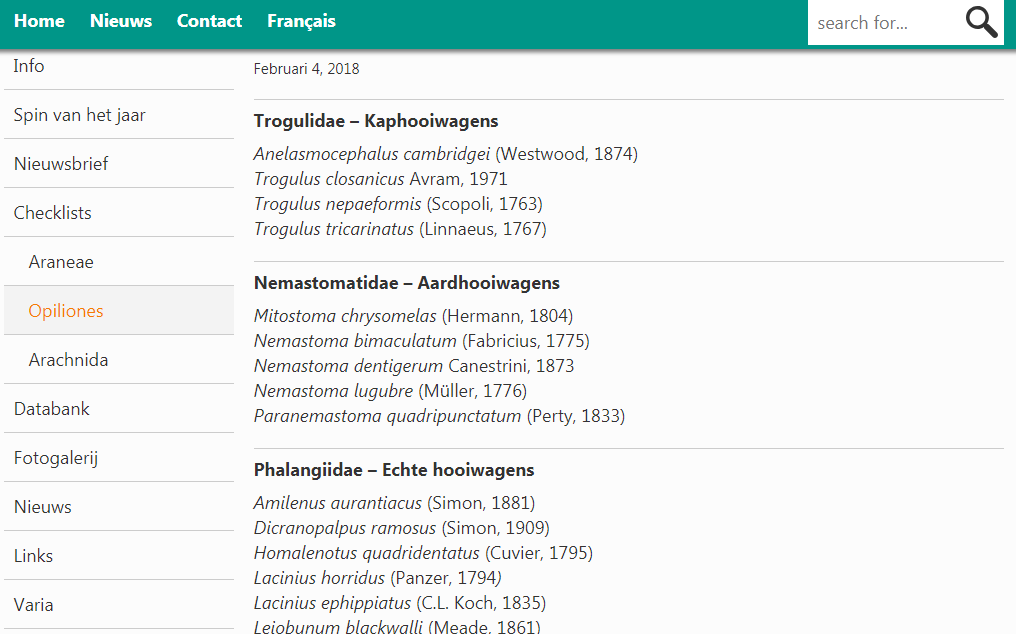 Home Nieuws Contact Français
search for...
Info
Spin van het jaar
Nieuwsbrief
Checklists
Araneae
Opiliones
Arachnida
Databank
Fotogalerij
Nieuws
Links
Varia
Februari 4, 2018
Trogulidae – Kaphooiwagens
Anelasmocephalus cambridgei (Westwood, 1874)
Trogulus closanicus Avram, 1971
Trogulus nepaeformis (Scopoli, 1763)
Trogulus tricarinatus (Linnaeus, 1767)
Nemastomatidae – Aardhooiwagens
Mitostoma chrysomelas (Hermann, 1804)
Nemastoma bimaculatum (Fabricius, 1775)
Nemastoma dentigerum Canestrini, 1873
Nemastoma lugubre (Müller, 1776)
Paranemastoma quadripunctatum (Perty, 1833)
Phalangiidae – Echte hooiwagens
Amilenus aurantiacus (Simon, 1881)
Dicranopalpus ramosus (Simon, 1909)
Homalenotus quadridentatus (Cuvier, 1795)
Lacinius horridus (Panzer, 1794)
Lacinius ephippiatus (C.L. Koch, 1835)
Leiobunum blackwalli (Meade, 1861)